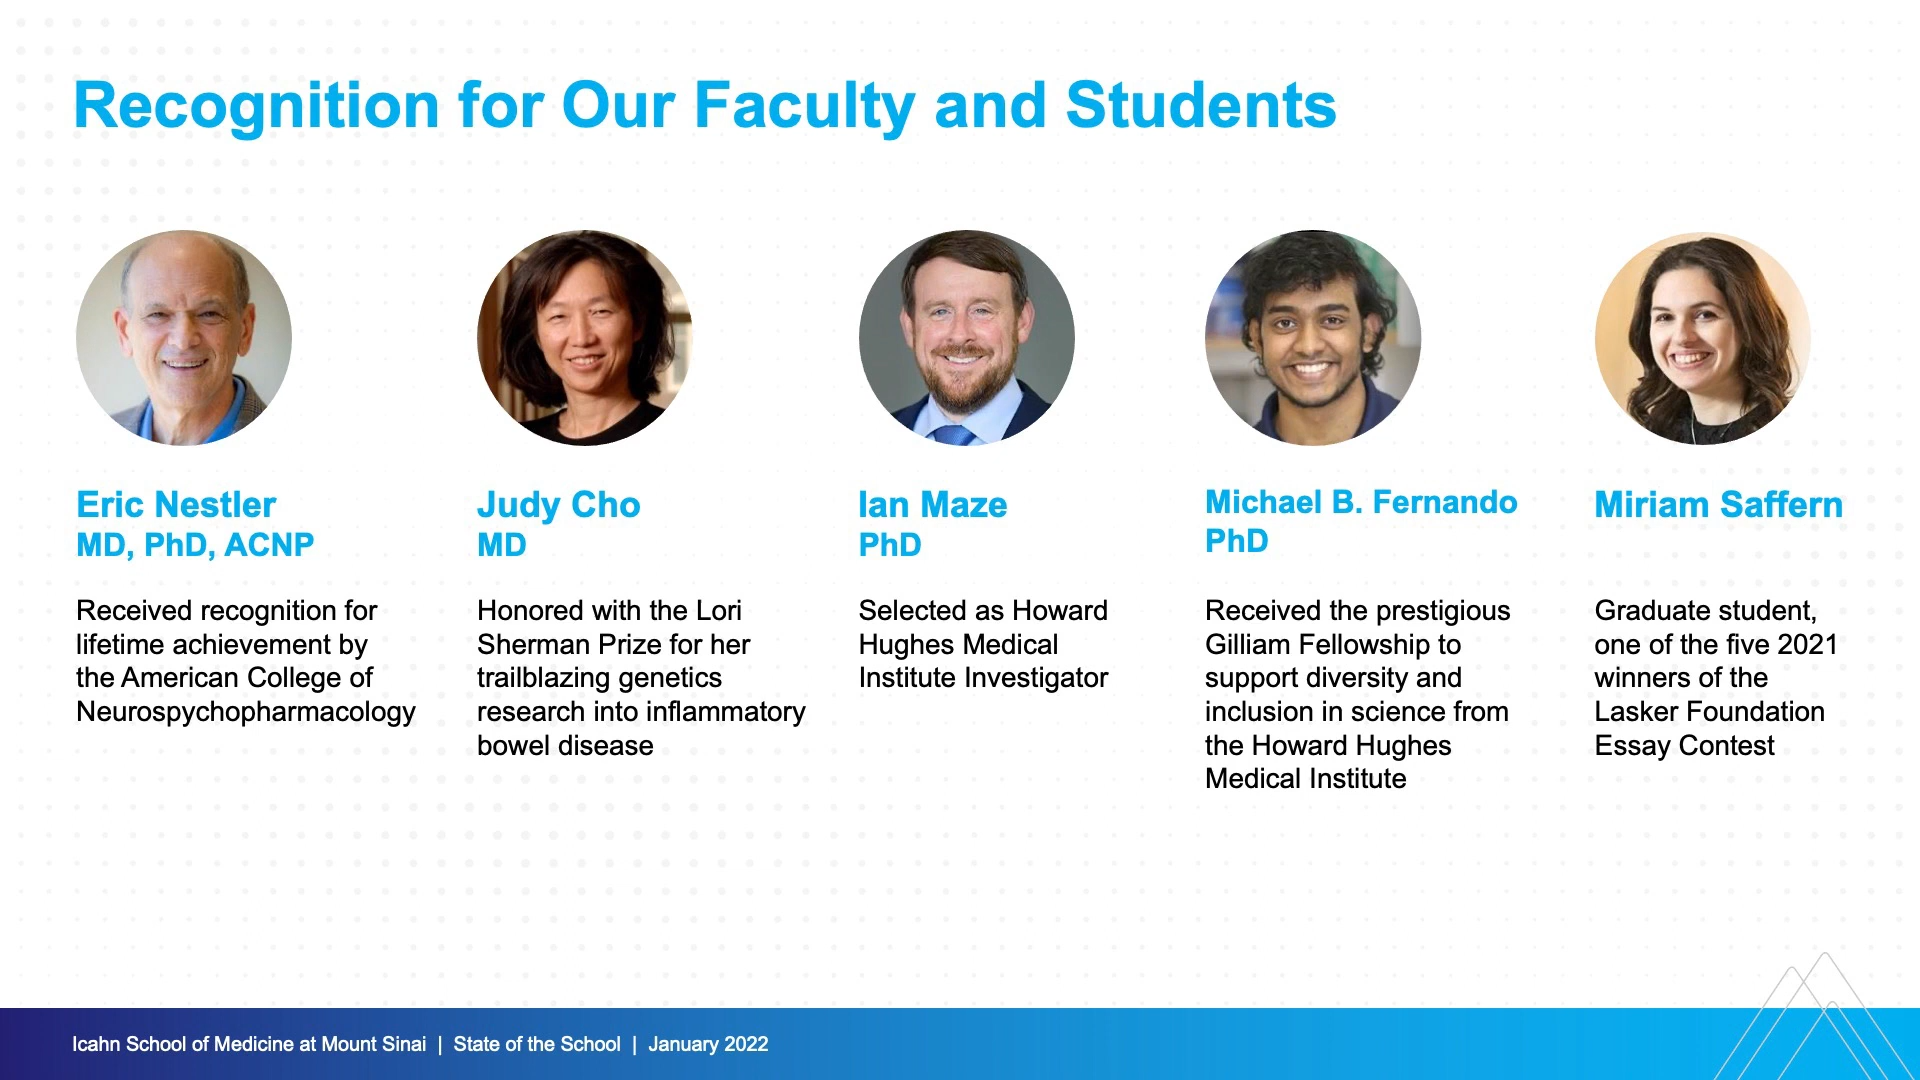 Recognition for Our Faculty and Students
Eric Nestler
MD, PhD, ACNP
Received recognition for
lifetime achievement by
the American College of
Neurospychopharmacology
Judy Cho
MD
Honored with the Lori
Sherman Prize for her
trailblazing genetics
research into inflammatory
bowel disease
Ian Maze
PhD
Selected as Howard
Hughes Medical
Institute Investigator
Michael B. Fernando
PhD
Received the prestigious
Gilliam Fellowship to
support diversity and
inclusion in science from
the Howard Hughes
Medical Institute
Miriam Saffern
Graduate student,
one of the five 2021
winners of the
Lasker Foundation
Essay Contest
Icahn School of Medicine at Mount Sinai | State of the School | January 2022